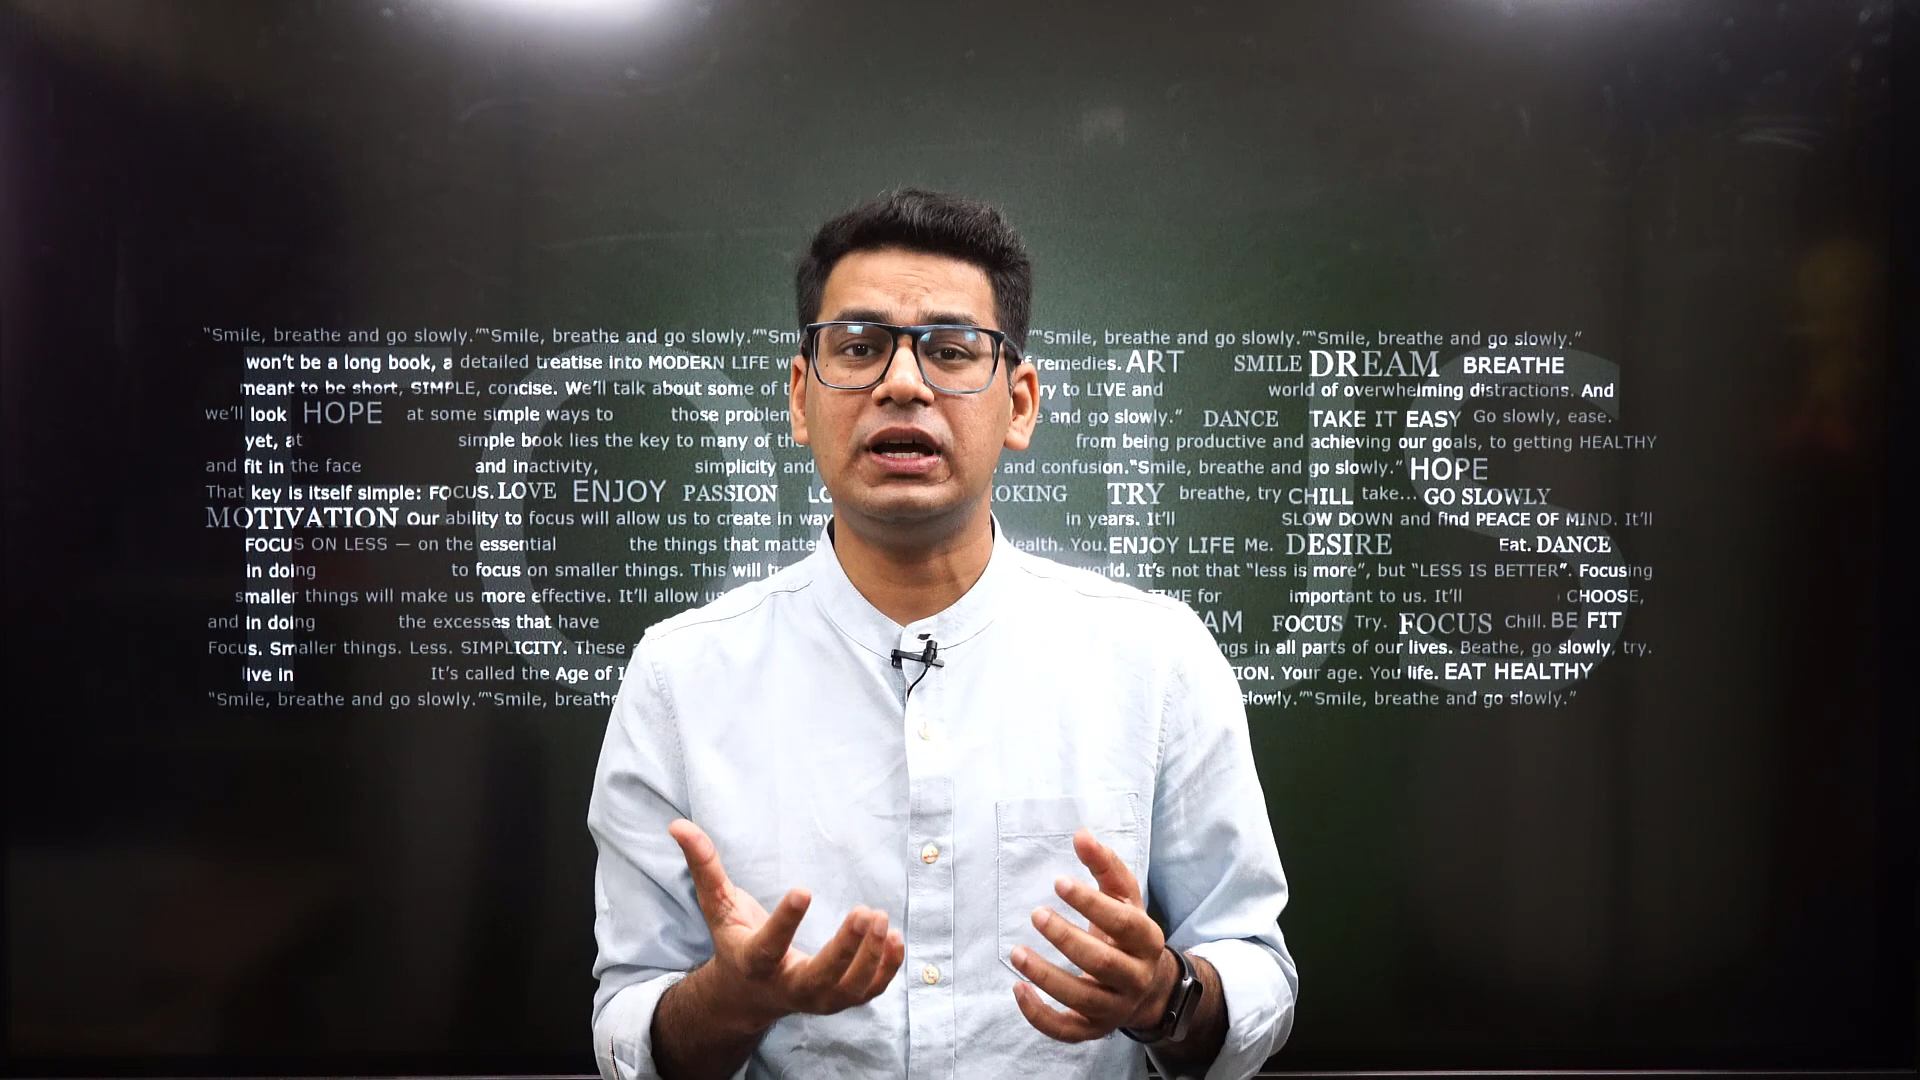 “Smile, breathe and go slowly.”“Smile, breathe and go slowly.”“Smi ”“Smile, breathe and go slowly.”“Smile, breathe and go slowly.”
won’t be a long book, a detailed treatise into MODERN LIFE remedies. ART SMILE DREAM BREATHE
meant to be short, SIMPLE, concise. We’ll talk about some of to LIVE and world of overwhelming distractions. And
we’ll look HOPE at some simple ways to those problem and go slowly.” DANCE TAKE IT EASY Go slowly, ease.
yet, at simple book lies the key to many of from being productive and achieving our goals, to getting HEALTHY
and fit in the face and inactivity, simplicity and and confusion.“Smile, breathe and go slowly.” HOPE
That key is itself simple: FOCUS. LOVE ENJOY PASSION LO OKING TRY breathe, try CHILL take... GO SLOWLY
MOTIVATION Our ability to focus will allow us to create in way in years. It’ll SLOW DOWN and find PEACE OF MIND. It’ll
FOCUS ON LESS — on the essential the things that matte ealth. You. ENJOY LIFE Me. DESIRE Eat. DANCE
in doing to focus on smaller things. This will world. It’s not that “less is more”, but “LESS IS BETTER”. Focusing
smaller things will make us more effective. It’ll allow us TIME for important to us. It’ll CHOOSE,
and in doing the excesses that have AM FOCUS Try. FOCUS Chill. BE FIT
Focus. Smaller things. Less. SIMPLICITY. These ngs in all parts of our lives. Beathe, go slowly, try.
live in It’s called the Age of I ION. Your age. You life. EAT HEALTHY
“Smile, breathe and go slowly.”“Smile, breathe slowly.”“Smile, breathe and go slowly.”
FOCUS